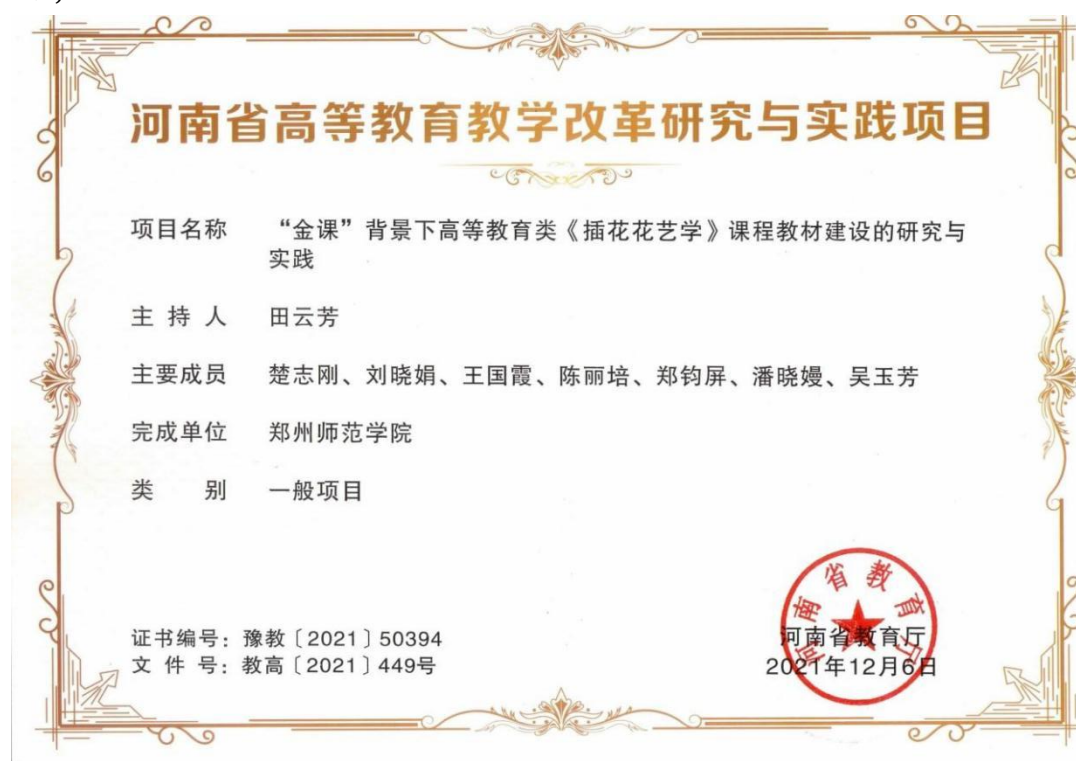 河南省高等教育教学改革研究与实践项目
项目名称 “金课”背景下高等教育类《插花花艺学》课程教材建设的研究与
实践
主持人 田云芳
主要成员 楚志刚、刘晓娟、王国霞、陈丽培、郑钧屏、潘晓嫚、吴玉芳
完成单位 郑州师范学院
类别 一般项目
河南省教育厅
证书编号：豫教〔2021〕50394
河南省教育厅
文件号：教高〔2021〕449号
2021年12月6日